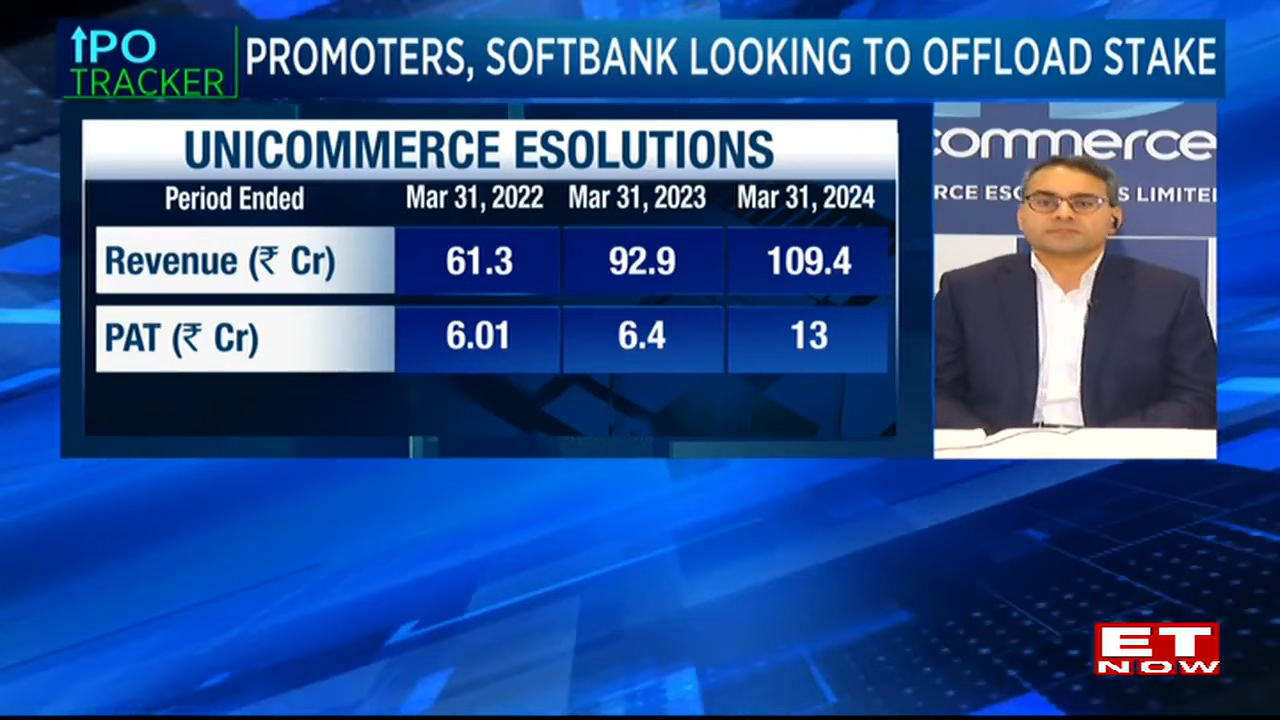 IPO
TRACKER
PROMOTERS, SOFTBANK LOOKING TO OFFLOAD STAKE
UNICOMMERCE ESOLUTIONS
Period Ended Mar 31, 2022 Mar 31, 2023 Mar 31, 2024
Revenue (₹ Cr) 61.3 92.9 109.4
PAT (₹ Cr) 6.01 6.4 13
commerce
RCE ESO S LIMITE
ET
NOW